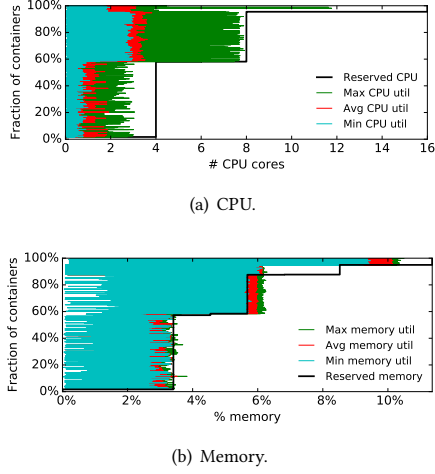 100%
80%
60%
40%
20%
0%
Fraction of containers
Reserved CPU
Max CPU util
Avg CPU util
Min CPU util
0 2 4 6 8 10 12 14 16
# CPU cores
(a) CPU.
100%
80%
60%
40%
20%
0%
Fraction of containers
Max memory util
Avg memory util
Min memory util
Reserved memory
0% 2% 4% 6% 8% 10%
% memory
(b) Memory.